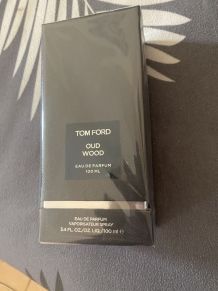 TOM FORD
OUD
WOOD
EAU DE PARFUM
100 ML
EAU DE PARFUM
VAPORISATEUR SPRAY
3.4 FL.OZ./OZ.LIQ./100 ml ℮